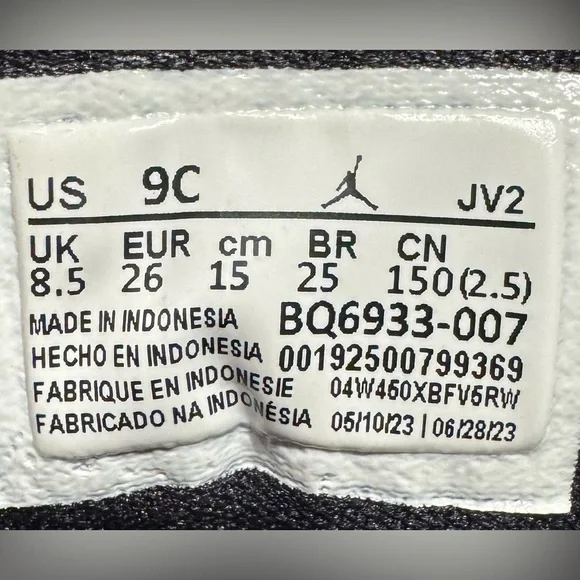 US 9C JV2
UK EUR cm BR CN
8.5 26 15 25 150(2.5)
MADE IN INDONESIA BQ6933-007
HECHO EN INDONESIA 00192500799369
FABRIQUE EN INDONESIE 04W460XBFV5RW
FABRICADO NA INDONÉSIA 05/10/23 | 06/28/23